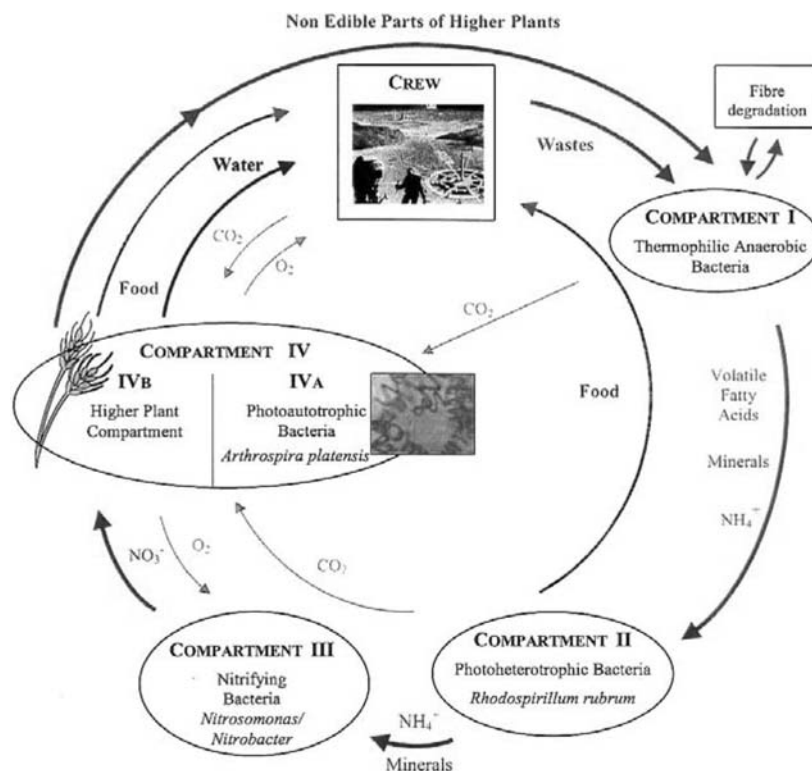 Non Edible Parts of Higher Plants
CREW
Fibre
degradation
Wastes
Water
CO₂
O₂
Food
COMPARTMENT I
Thermophilic Anaerobic
Bacteria
CO₂
COMPARTMENT IV
IVB
Higher Plant
Compartment
IVA
Photoautotrophic
Bacteria
Arthrospira platensis
Food
Volatile
Fatty
Acids
Minerals
NH₄⁺
NO₃⁻
O₂
CO₂
COMPARTMENT III
Nitrifying
Bacteria
Nitrosomonas/
Nitrobacter
COMPARTMENT II
Photoheterotrophic Bacteria
Rhodospirillum rubrum
NH₄⁺
Minerals